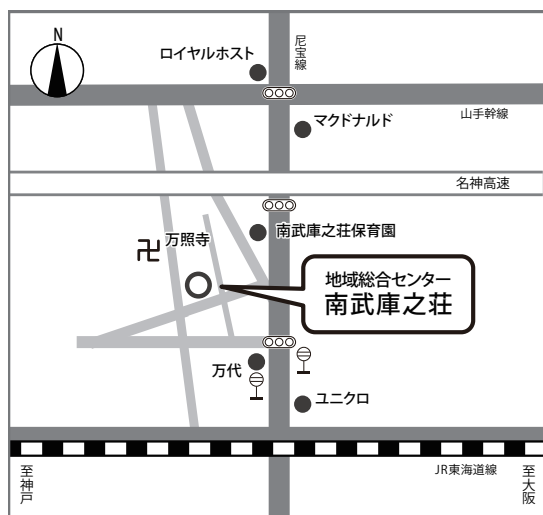 N
ロイヤルホスト
尼宝線
山手幹線
マクドナルド
名神高速
万照寺
南武庫之荘保育園
地域総合センター
南武庫之荘
万代
ユニクロ
JR東海道線
至神戸
至大阪